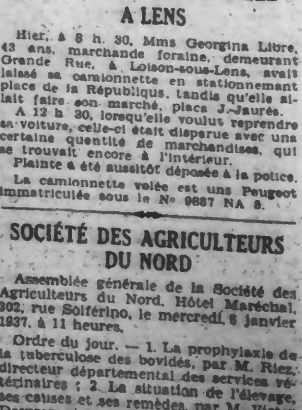 A LENS
Hier, à 8 h. 30, Mme Georgina Libre,
43 ans, marchande foraine, demeurant
Grande Rue, à Loison-sous-Lens, avait
laissé sa camionnette en stationnement
place de la République, tandis qu'elle al-
lait faire son marché, place J.-Jaurès.
A 12 h 30, lorsqu'elle voulut reprendre
sa voiture, celle-ci était disparue avec une
certaine quantité de marchandises, qui
se trouvait encore à l'intérieur.
Plainte a été aussitôt déposée à la police.
La camionnette volée est une Peugeot
immatriculée sous le N° 9887 NA 5.
SOCIÉTÉ DES AGRICULTEURS
DU NORD
Assemblée générale de la Société des
Agriculteurs du Nord, Hôtel Maréchal,
302, rue Solférino, le mercredi 6 janvier
1937, à 11 heures.
Ordre du jour. — 1. La prophylaxie de
la tuberculose des bovidés, par M. Riez,
directeur départemental des services vé-
térinaires ; 2. La situation de l'élevage,
ses causes et ses remèdes, par M.